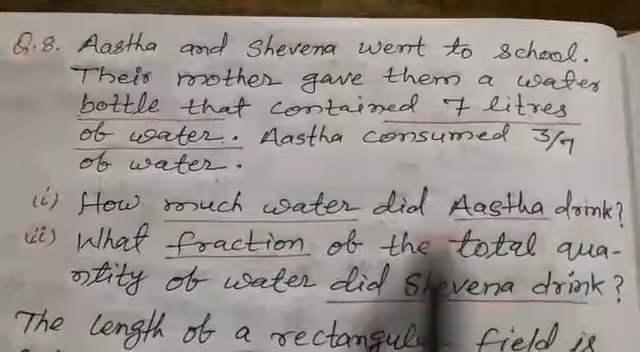 Q.8. Aastha and Shevena went to school.
Their mother gave them a water
bottle that contained 7 litres
of water. Aastha consumed 3/7
of water.
(i) How much water did Aastha drink?
(ii) What fraction of the total qua-
ntity of water did Shevena drink?
The length of a rectangular field is